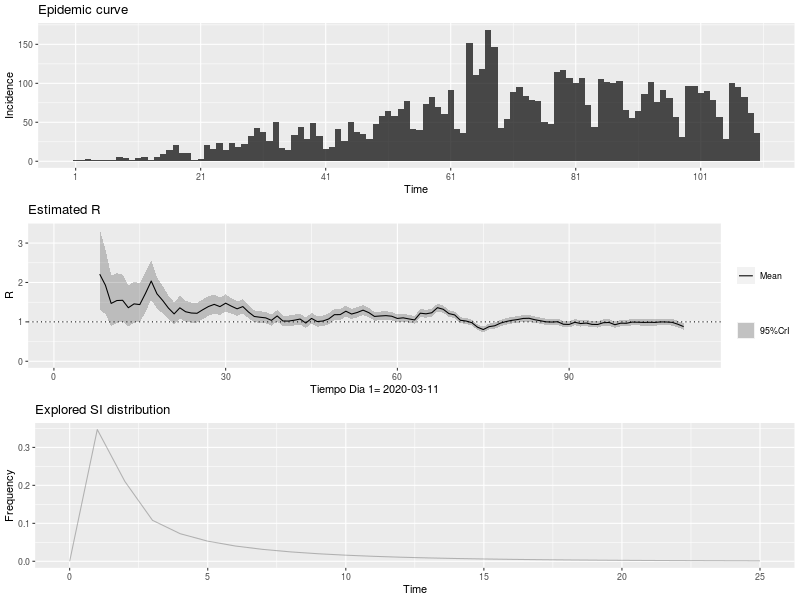 Epidemic curve
Incidence
150
100
50
0
1 21 41 61 81 101
Time
Estimated R
R
3
2
1
0
0 30 60 90
Tiempo Dia 1= 2020-03-11
Mean
95%CrI
Explored SI distribution
Frequency
0.3
0.2
0.1
0.0
0 5 10 15 20 25
Time